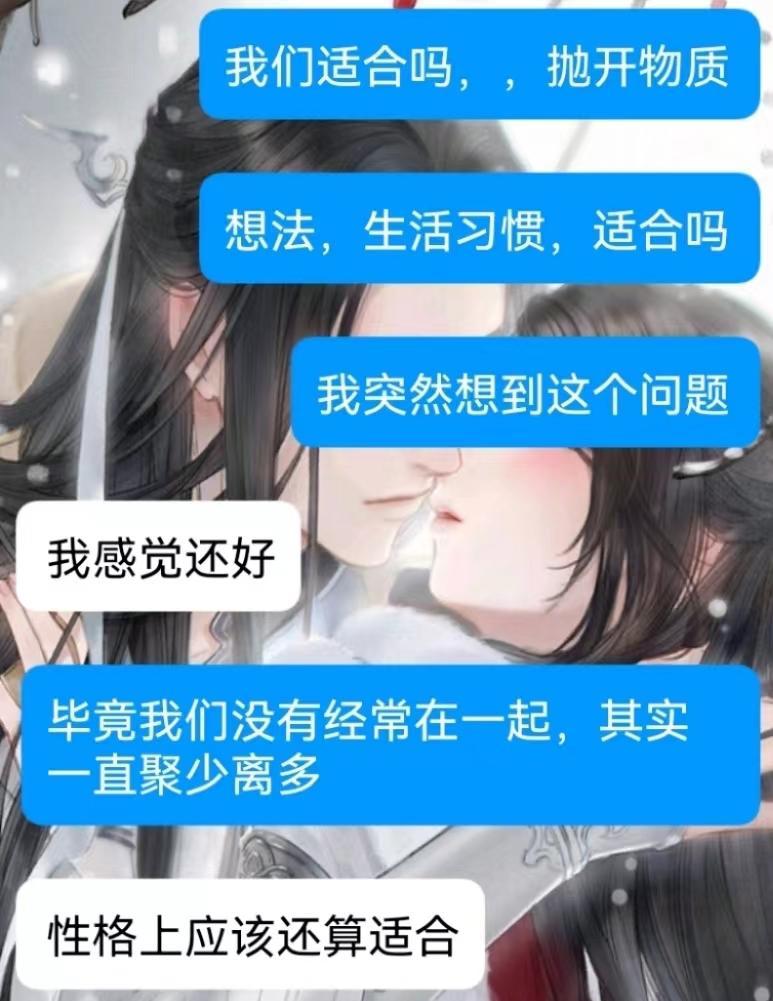 我们适合吗，，抛开物质
想法，生活习惯，适合吗
我突然想到这个问题
我感觉还好
毕竟我们没有经常在一起，其实
一直聚少离多
性格上应该还算适合